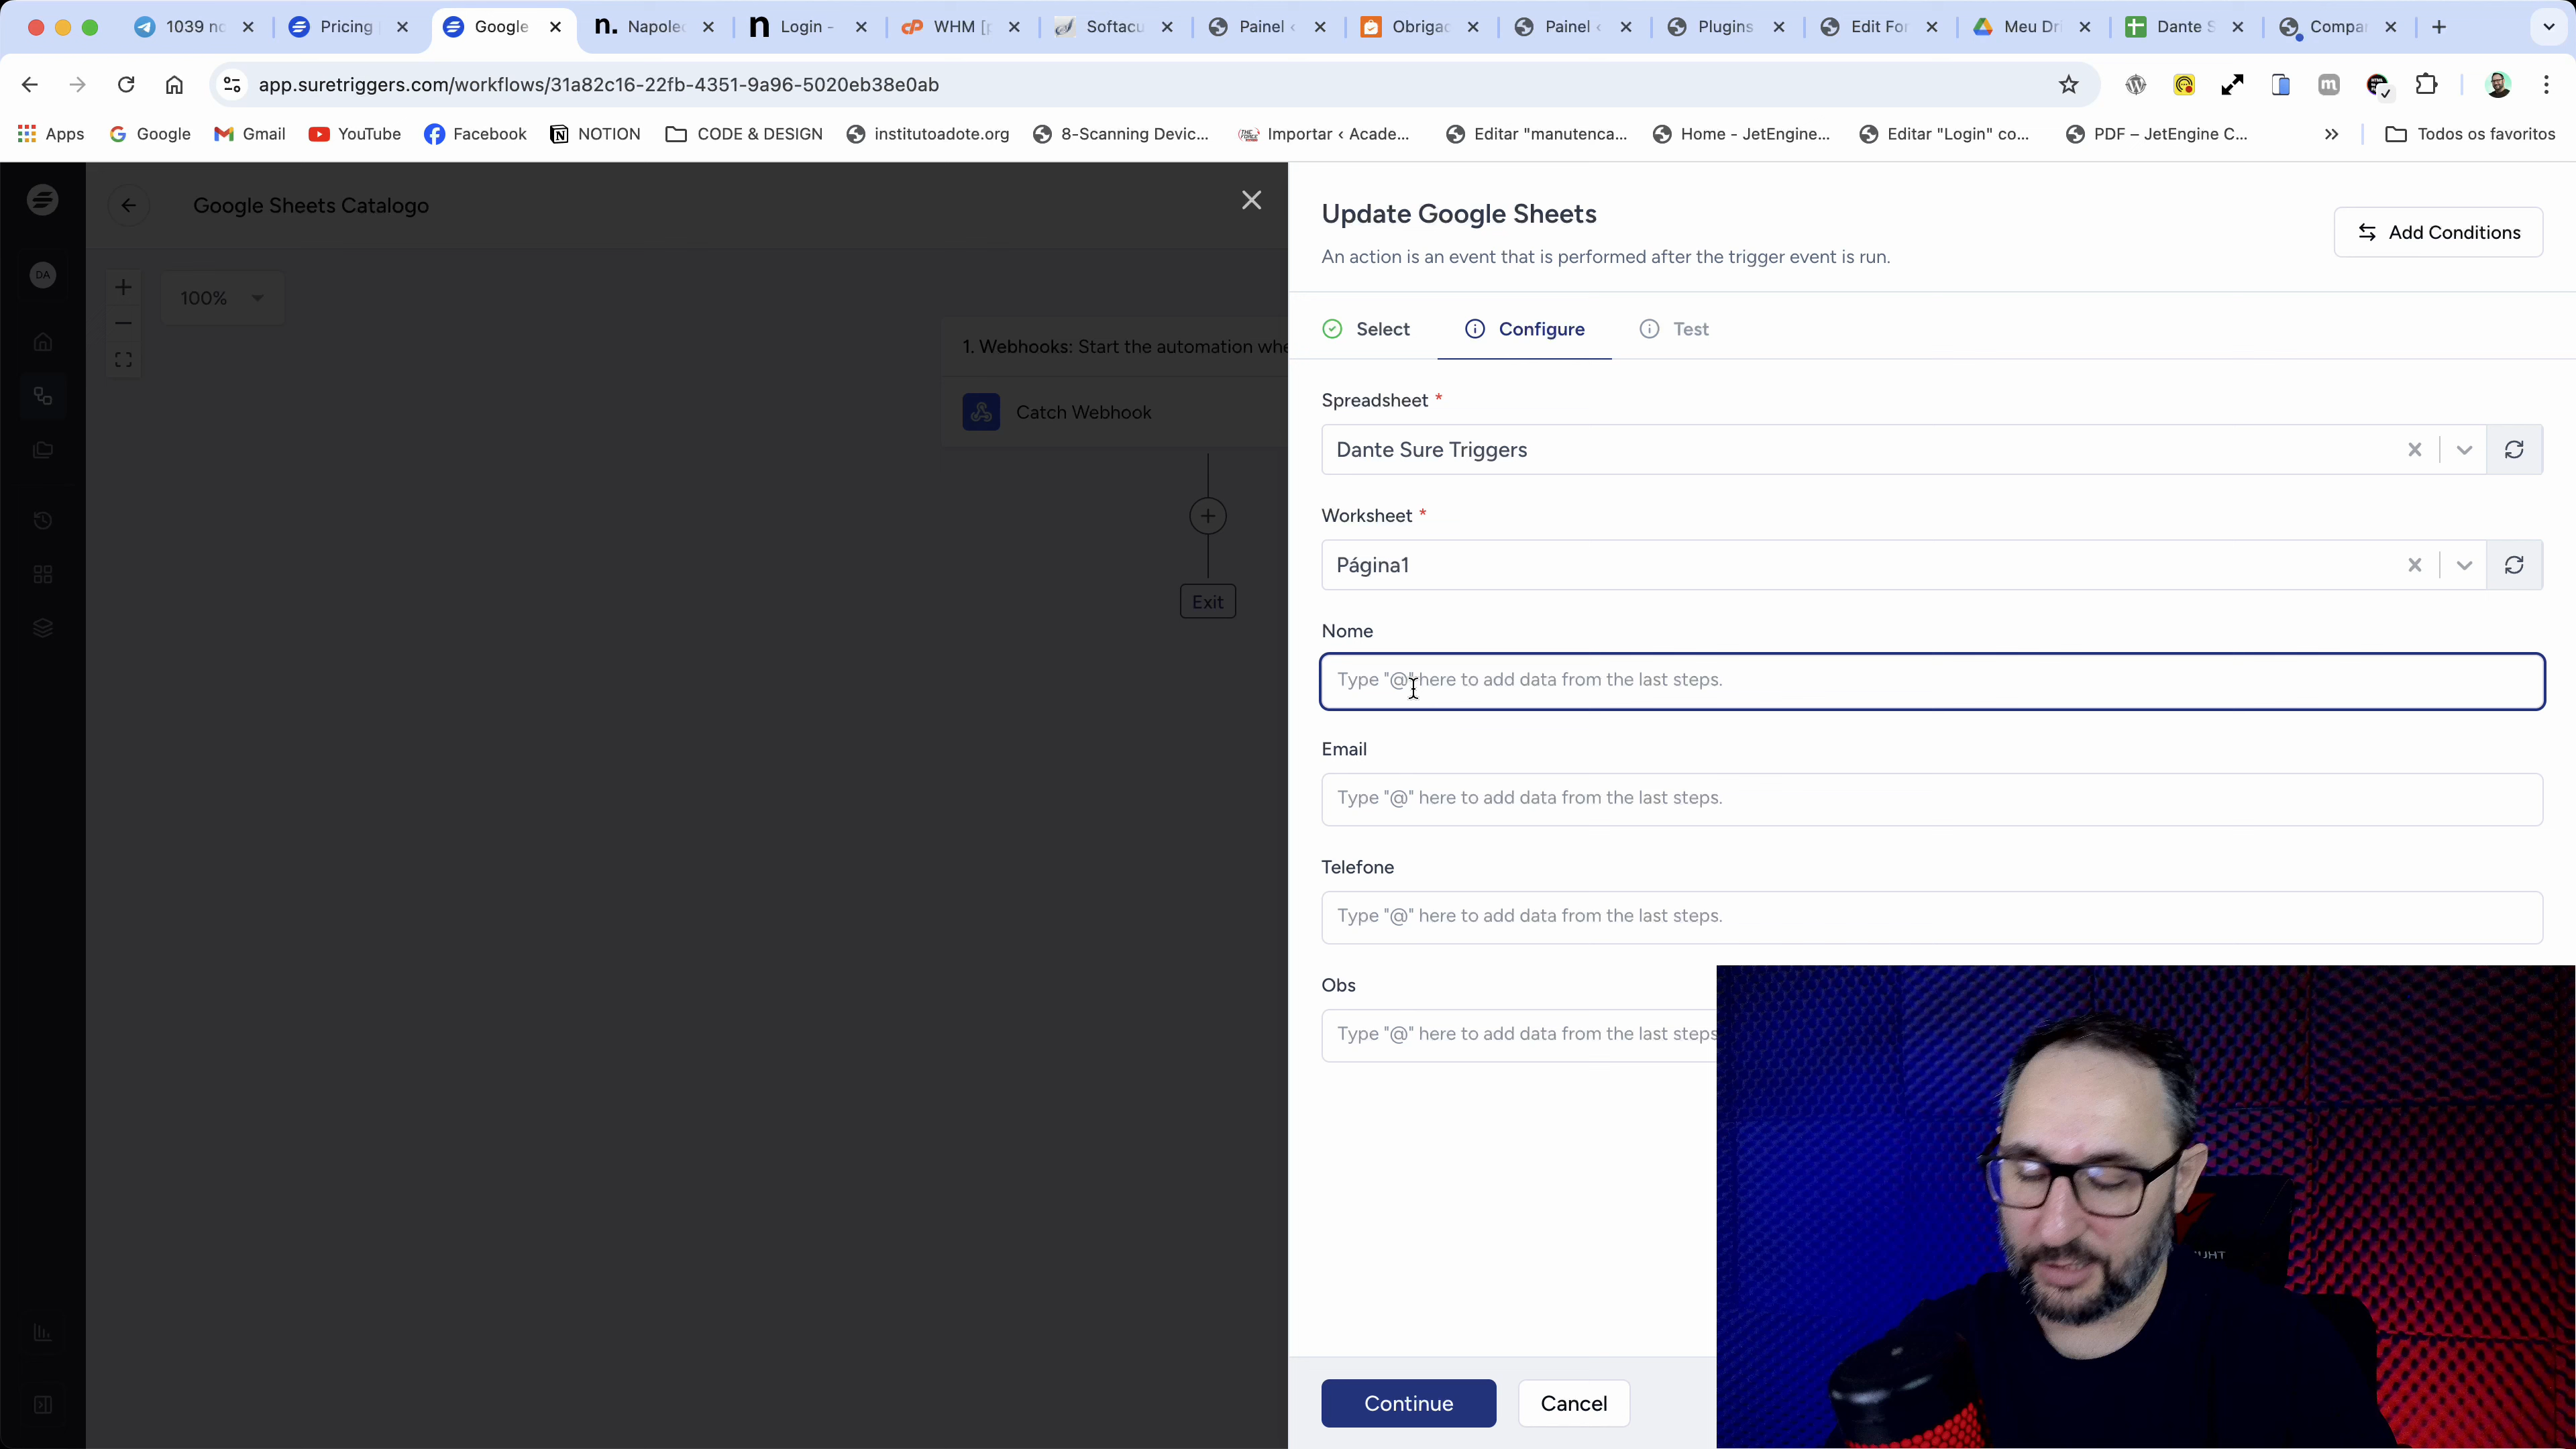 1039 no
Pricing
Google
n. Napoleo
n Login -
WHM [p
Softacu
Painel ‹
Obrigad
Painel ‹
Plugins
Edit For
Meu Dri
Dante S
Compar
app.suretriggers.com/workflows/31a82c16-22fb-4351-9a96-5020eb38e0ab
Apps
Google
Gmail
YouTube
Facebook
NOTION
CODE & DESIGN
institutoadote.org
8-Scanning Devic...
Importar ‹ Acade...
Editar "manutenca...
Home - JetEngine...
Editar "Login" co...
PDF – JetEngine C...
Todos os favoritos
Google Sheets Catalogo
DA
100%
1. Webhooks: Start the automation whe
Catch Webhook
Exit
Update Google Sheets
An action is an event that is performed after the trigger event is run.
Add Conditions
Select
Configure
Test
Spreadsheet *
Dante Sure Triggers
Worksheet *
Página1
Nome
Type "@" here to add data from the last steps.
Email
Type "@" here to add data from the last steps.
Telefone
Type "@" here to add data from the last steps.
Obs
Type "@" here to add data from the last steps
Continue
Cancel